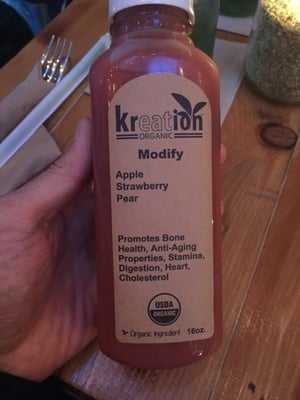 kreation
ORGANIC
Modify
Apple
Strawberry
Pear
Promotes Bone
Health, Anti-Aging
Properties, Stamina,
Digestion, Heart,
Cholesterol
USDA
ORGANIC
Organic Ingredient 16oz.